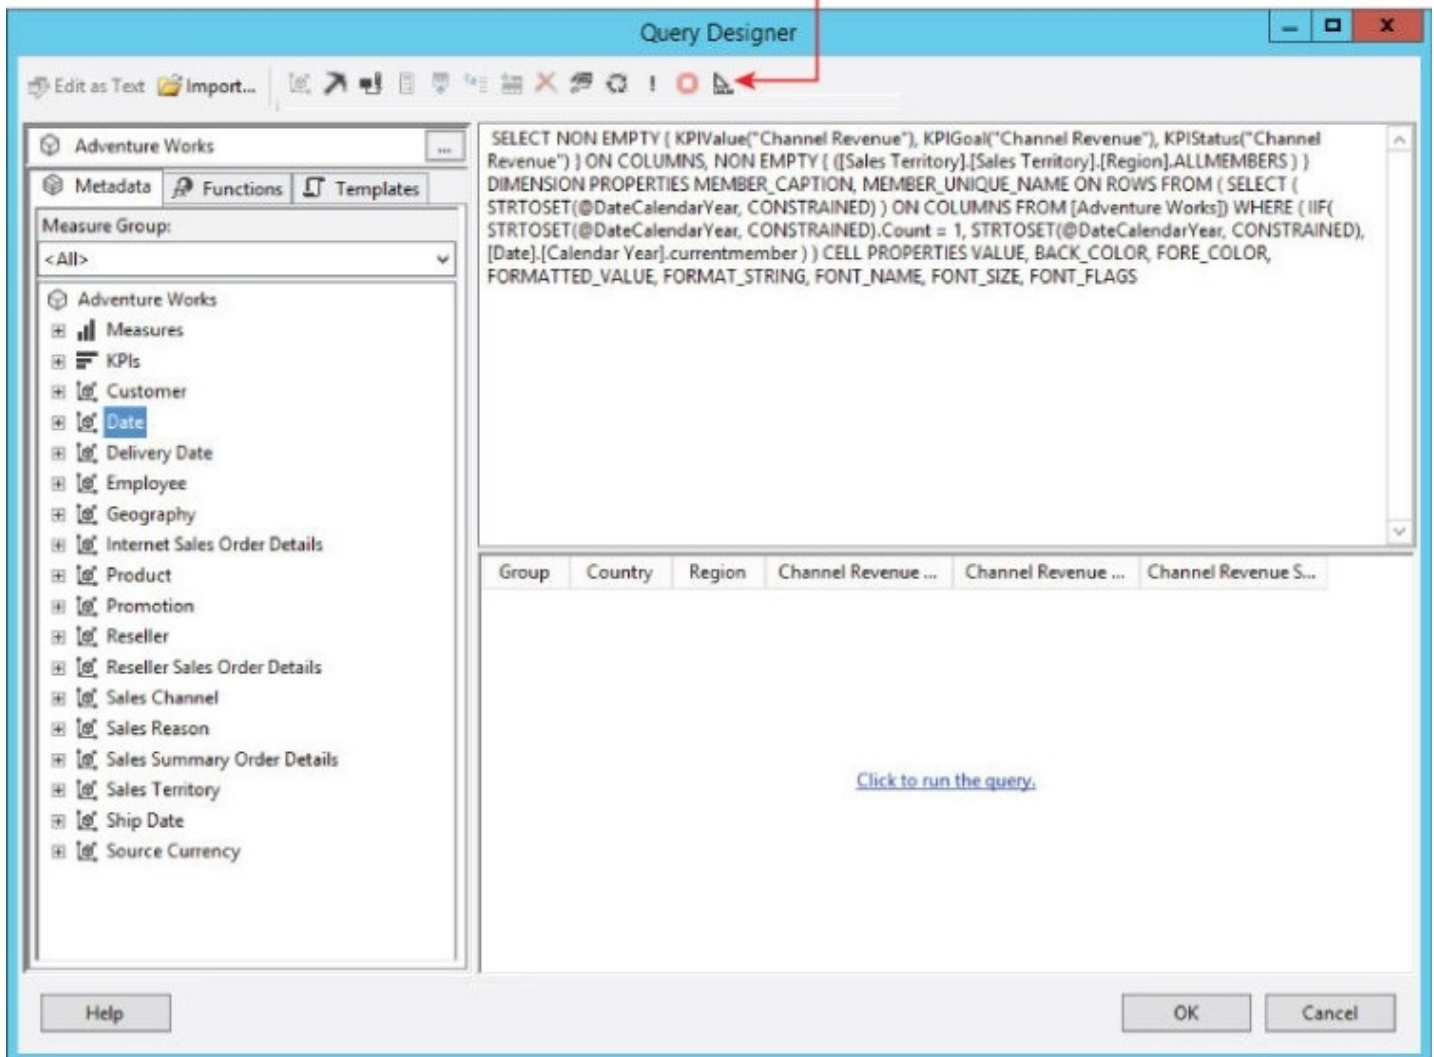 Query Designer
Edit as Text Import...
Adventure Works ...
Metadata Functions Templates
Measure Group:
<All>
Adventure Works
Measures
KPIs
Customer
Date
Delivery Date
Employee
Geography
Internet Sales Order Details
Product
Promotion
Reseller
Reseller Sales Order Details
Sales Channel
Sales Reason
Sales Summary Order Details
Sales Territory
Ship Date
Source Currency
SELECT NON EMPTY { KPIValue("Channel Revenue"), KPIGoal("Channel Revenue"), KPIStatus("Channel
Revenue") } ON COLUMNS, NON EMPTY { ([Sales Territory].[Sales Territory].[Region].ALLMEMBERS ) }
DIMENSION PROPERTIES MEMBER_CAPTION, MEMBER_UNIQUE_NAME ON ROWS FROM ( SELECT (
STRTOSET(@DateCalendarYear, CONSTRAINED) ) ON COLUMNS FROM [Adventure Works]) WHERE ( IIF(
STRTOSET(@DateCalendarYear, CONSTRAINED).Count = 1, STRTOSET(@DateCalendarYear, CONSTRAINED),
[Date].[Calendar Year].currentmember ) ) CELL PROPERTIES VALUE, BACK_COLOR, FORE_COLOR,
FORMATTED_VALUE, FORMAT_STRING, FONT_NAME, FONT_SIZE, FONT_FLAGS
Group Country Region Channel Revenue ... Channel Revenue ... Channel Revenue S...
Click to run the query.
Help OK Cancel